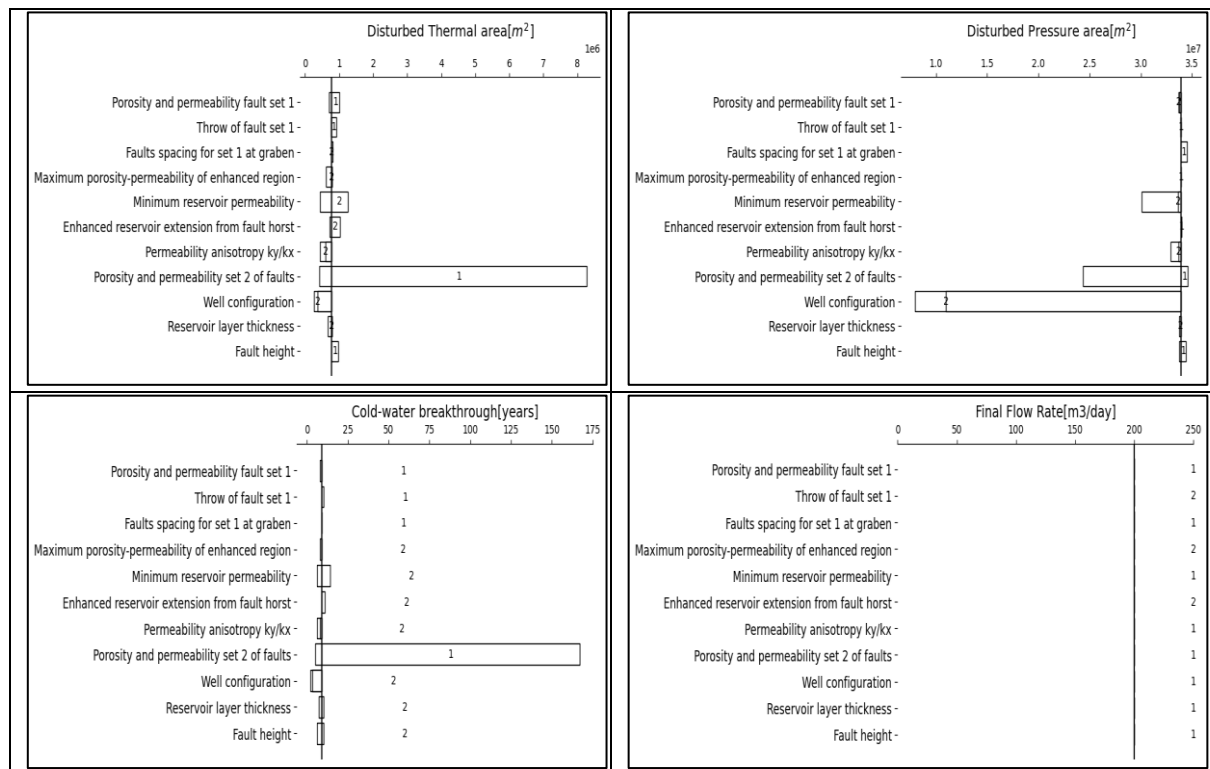 Disturbed Thermal area[m²]
1e6
0 1 2 3 4 5 6 7 8
Porosity and permeability fault set 1 - 1
Throw of fault set 1 - 1
Faults spacing for set 1 at graben -
Maximum porosity-permeability of enhanced region - 2
Minimum reservoir permeability - 2
Enhanced reservoir extension from fault horst - 2
Permeability anisotropy ky/kx - 2
Porosity and permeability set 2 of faults - 1
Well configuration - 2
Reservoir layer thickness - 2
Fault height - 1
Disturbed Pressure area[m²]
1e7
1.0 1.5 2.0 2.5 3.0 3.5
Porosity and permeability fault set 1 - 2
Throw of fault set 1 - 1
Faults spacing for set 1 at graben - 1
Maximum porosity-permeability of enhanced region - 1
Minimum reservoir permeability - 2
Enhanced reservoir extension from fault horst - 1
Permeability anisotropy ky/kx - 2
Porosity and permeability set 2 of faults - 1
Well configuration - 2
Reservoir layer thickness - 2
Fault height - 1
Cold-water breakthrough[years]
0 25 50 75 100 125 150 175
Porosity and permeability fault set 1 - 1
Throw of fault set 1 - 1
Faults spacing for set 1 at graben - 1
Maximum porosity-permeability of enhanced region - 2
Minimum reservoir permeability - 2
Enhanced reservoir extension from fault horst - 2
Permeability anisotropy ky/kx - 2
Porosity and permeability set 2 of faults - 1
Well configuration - 2
Reservoir layer thickness - 2
Fault height - 2
Final Flow Rate[m3/day]
0 50 100 150 200 250
Porosity and permeability fault set 1 - 1
Throw of fault set 1 - 2
Faults spacing for set 1 at graben - 1
Maximum porosity-permeability of enhanced region - 2
Minimum reservoir permeability - 1
Enhanced reservoir extension from fault horst - 2
Permeability anisotropy ky/kx - 1
Porosity and permeability set 2 of faults - 1
Well configuration - 1
Reservoir layer thickness - 1
Fault height - 1